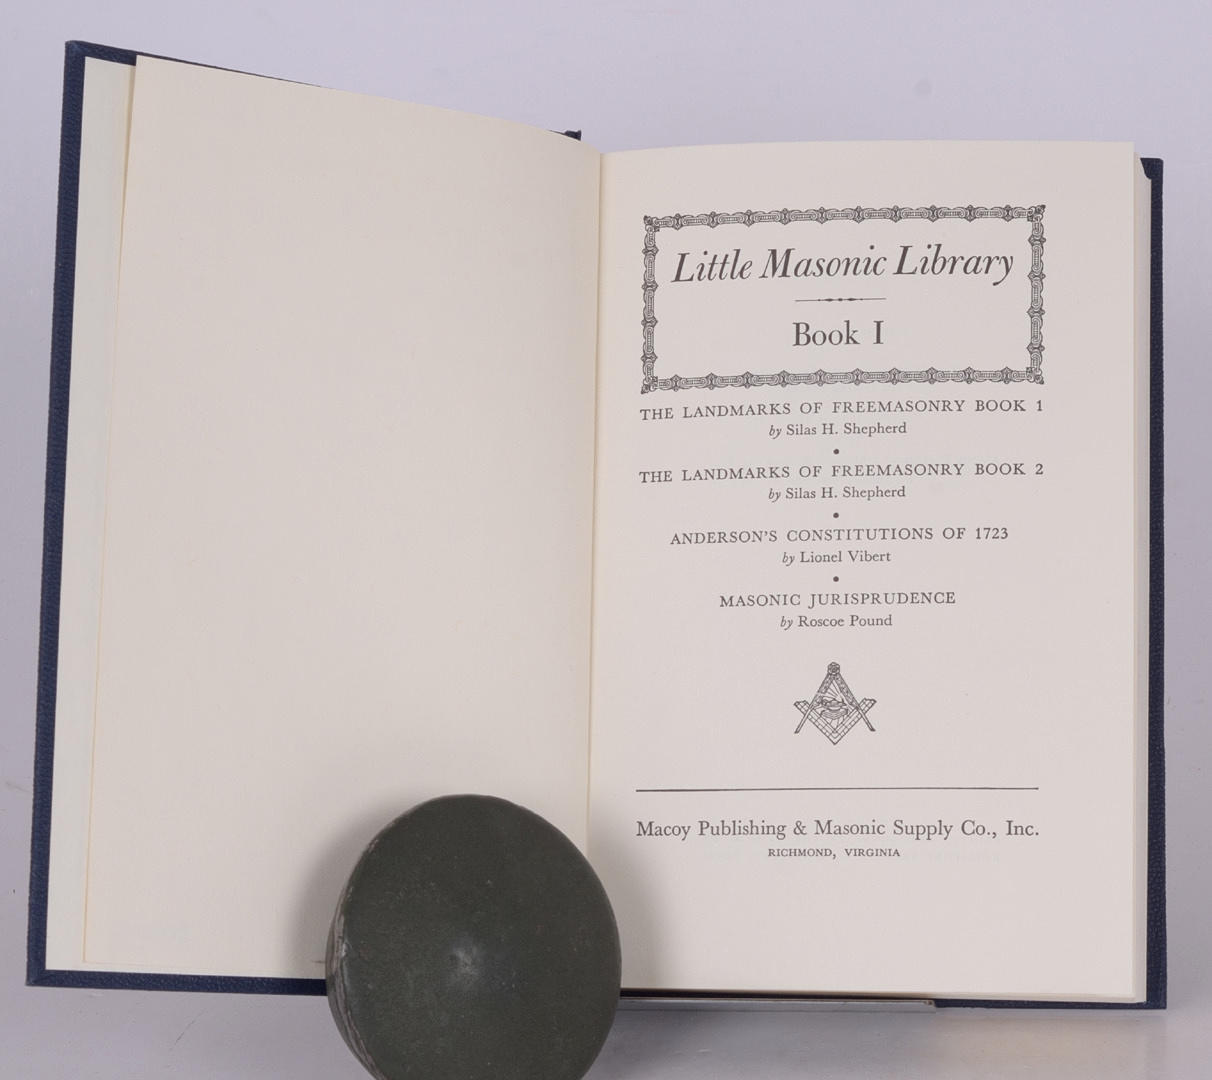 Little Masonic Library
Book I
THE LANDMARKS OF FREEMASONRY BOOK 1
by Silas H. Shepherd
THE LANDMARKS OF FREEMASONRY BOOK 2
by Silas H. Shepherd
ANDERSON'S CONSTITUTIONS OF 1723
by Lionel Vibert
MASONIC JURISPRUDENCE
by Roscoe Pound
Macoy Publishing & Masonic Supply Co., Inc.
RICHMOND, VIRGINIA